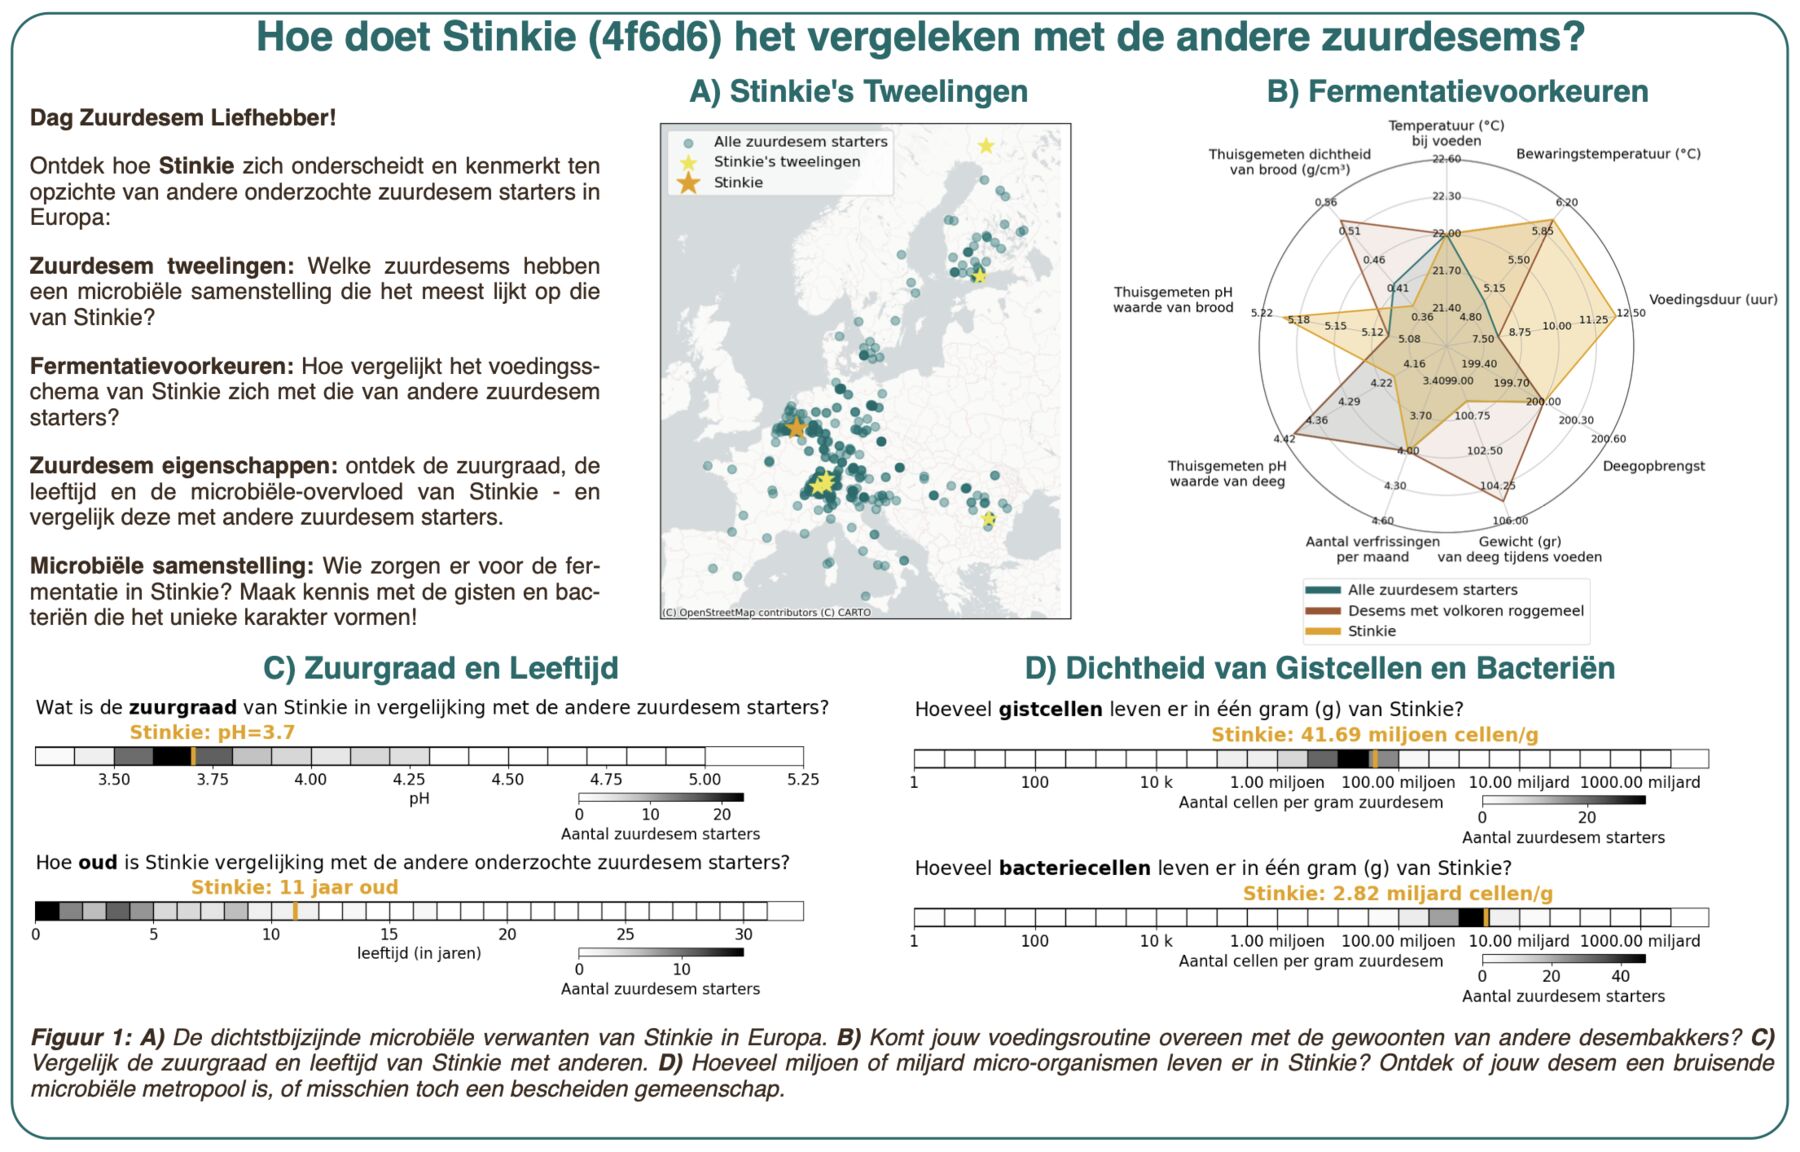 Hoe doet Stinkie (4f6d6) het vergeleken met de andere zuurdesems?
Dag Zuurdesem Liefhebber!
Ontdek hoe Stinkie zich onderscheidt en kenmerkt ten
opzichte van andere onderzochte zuurdesem starters in
Europa:
Zuurdesem tweelingen: Welke zuurdesems hebben
een microbiële samenstelling die het meest lijkt op die
van Stinkie?
Fermentatievoorkeuren: Hoe vergelijkt het voedingss-
chema van Stinkie zich met die van andere zuurdesem
starters?
Zuurdesem eigenschappen: ontdek de zuurgraad, de
leeftijd en de microbiële-overvloed van Stinkie - en
vergelijk deze met andere zuurdesem starters.
Microbiële samenstelling: Wie zorgen er voor de fer-
mentatie in Stinkie? Maak kennis met de gisten en bac-
teriën die het unieke karakter vormen!
A) Stinkie's Tweelingen
Alle zuurdesem starters
Stinkie's tweelingen
Stinkie
(C) OpenStreetMap contributors (C) CARTO
B) Fermentatievoorkeuren
Temperatuur (°C)
bij voeden
22.60
22.30
22.00
21.70
21.40
Bewaringstemperatuur (°C)
6.20
5.85
5.50
5.15
4.80
Voedingsduur (uur)
12.50
11.25
10.00
8.75
7.50
Deegopbrengst
200.60
200.30
200.00
199.70
199.40
Gewicht (gr)
van deeg tijdens voeden
106.00
104.25
102.50
100.75
3.4099.00
Aantal verfrissingen
per maand
4.60
4.30
4.00
3.70
Thuisgemeten pH
waarde van deeg
4.42
4.36
4.29
4.22
4.16
Thuisgemeten pH
waarde van brood
5.22
5.18
5.15
5.12
5.08
Thuisgemeten dichtheid
van brood (g/cm³)
0.56
0.51
0.46
0.41
0.36
Alle zuurdesem starters
Desems met volkoren roggemeel
Stinkie
C) Zuurgraad en Leeftijd
Wat is de zuurgraad van Stinkie in vergelijking met de andere zuurdesem starters?
Stinkie: pH=3.7
3.50 3.75 4.00 4.25 4.50 4.75 5.00 5.25
pH
0 10 20
Aantal zuurdesem starters
Hoe oud is Stinkie vergelijking met de andere onderzochte zuurdesem starters?
Stinkie: 11 jaar oud
0 5 10 15 20 25 30
leeftijd (in jaren)
0 10
Aantal zuurdesem starters
D) Dichtheid van Gistcellen en Bacteriën
Hoeveel gistcellen leven er in één gram (g) van Stinkie?
Stinkie: 41.69 miljoen cellen/g
1 100 10 k 1.00 miljoen 100.00 miljoen 10.00 miljard 1000.00 miljard
Aantal cellen per gram zuurdesem
0 20
Aantal zuurdesem starters
Hoeveel bacteriecellen leven er in één gram (g) van Stinkie?
Stinkie: 2.82 miljard cellen/g
1 100 10 k 1.00 miljoen 100.00 miljoen 10.00 miljard 1000.00 miljard
Aantal cellen per gram zuurdesem
0 20 40
Aantal zuurdesem starters
Figuur 1: A) De dichtstbijzijnde microbiële verwanten van Stinkie in Europa. B) Komt jouw voedingsroutine overeen met de gewoonten van andere desembakkers? C)
Vergelijk de zuurgraad en leeftijd van Stinkie met anderen. D) Hoeveel miljoen of miljard micro-organismen leven er in Stinkie? Ontdek of jouw desem een bruisende
microbiële metropool is, of misschien toch een bescheiden gemeenschap.